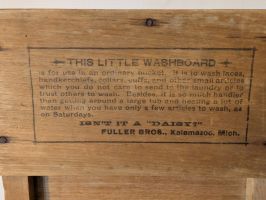 THIS LITTLE WASHBOARD
is for use in an ordinary bucket. It is to wash laces,
handkerchiefs, collars, cuffs, and other small articles
which you do not care to send to the laundry or to
trust others to wash. Besides, it is so much handier
than getting around a large tub and heating a lot of
water when you have only a few articles to wash, as
on Saturdays.
ISN'T IT A "DAISY?"
FULLER BROS., Kalamazoo, Mich.